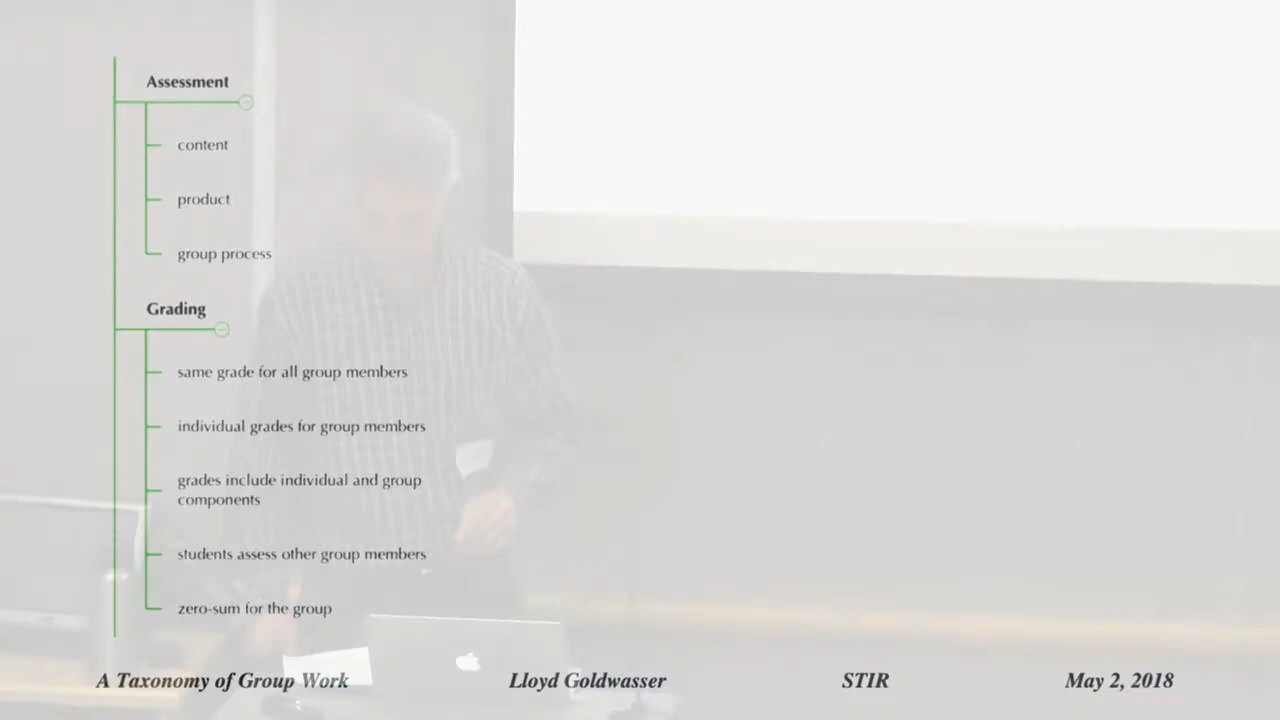 Assessment
content
product
group process
Grading
same grade for all group members
individual grades for group members
grades include individual and group
components
students assess other group members
zero-sum for the group
A Taxonomy of Group Work
Lloyd Goldwasser
STIR
May 2, 2018